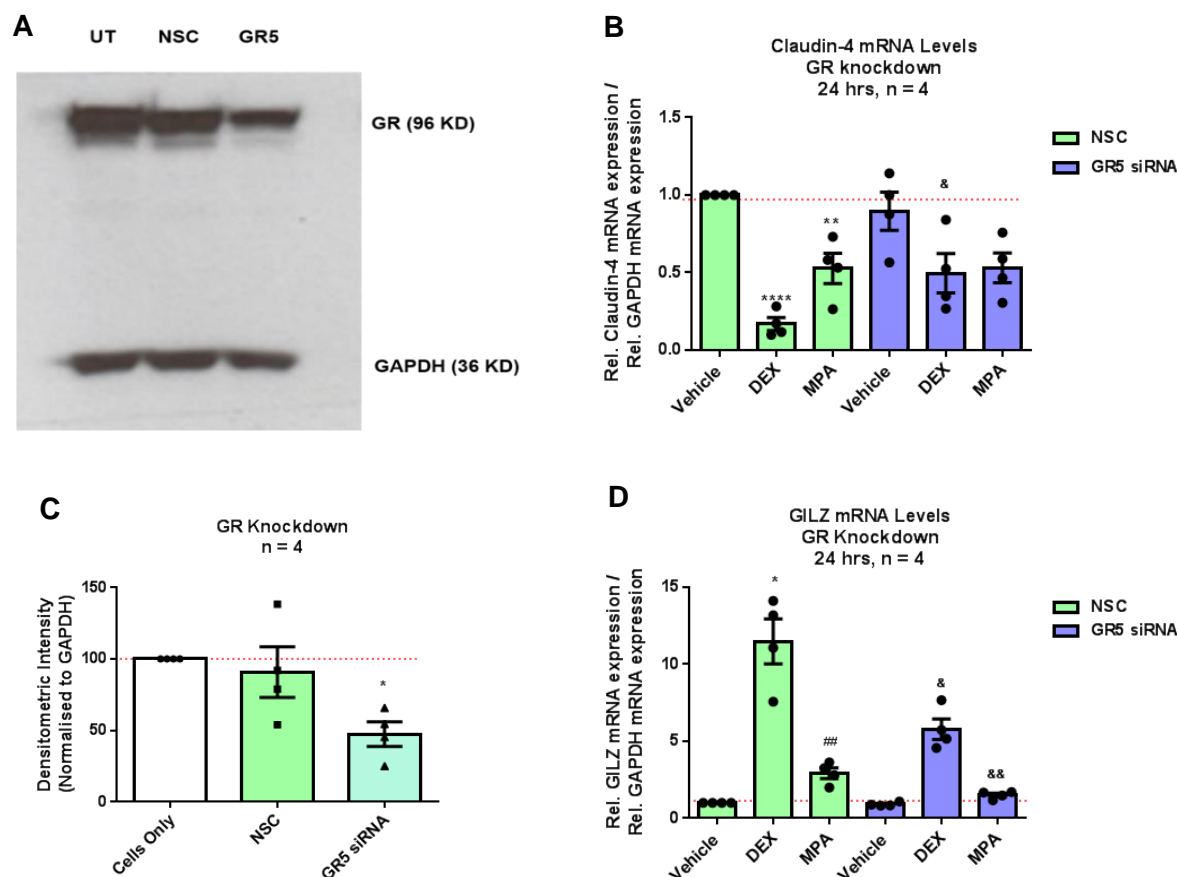 A
UT NSC GR5
GR (96 KD)
GAPDH (36 KD)
B
Claudin-4 mRNA Levels
GR knockdown
24 hrs, n = 4
Rel. Claudin-4 mRNA expression /
Rel. GAPDH mRNA expression
1.5
1.0
0.5
0.0
****
**
&
Vehicle
DEX
MPA
Vehicle
DEX
MPA
NSC
GR5 siRNA
C
GR Knockdown
n = 4
Densitometric Intensity
(Normalised to GAPDH)
150
100
50
0
*
Cells Only
NSC
GR5 siRNA
D
GILZ mRNA Levels
GR Knockdown
24 hrs, n = 4
Rel. GILZ mRNA expression /
Rel. GAPDH mRNA expression
15
10
5
0
*
##
&
&&
Vehicle
DEX
MPA
Vehicle
DEX
MPA
NSC
GR5 siRNA